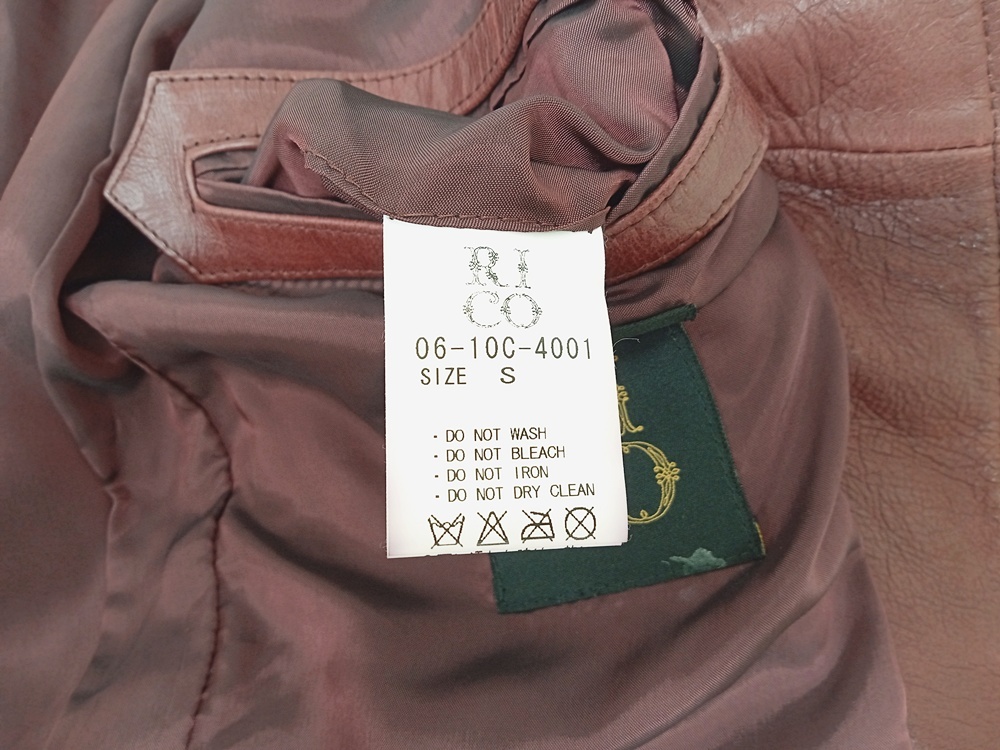 RI
CO
06-10C-4001
SIZE S
・DO NOT WASH
・DO NOT BLEACH
・DO NOT IRON
・DO NOT DRY CLEAN